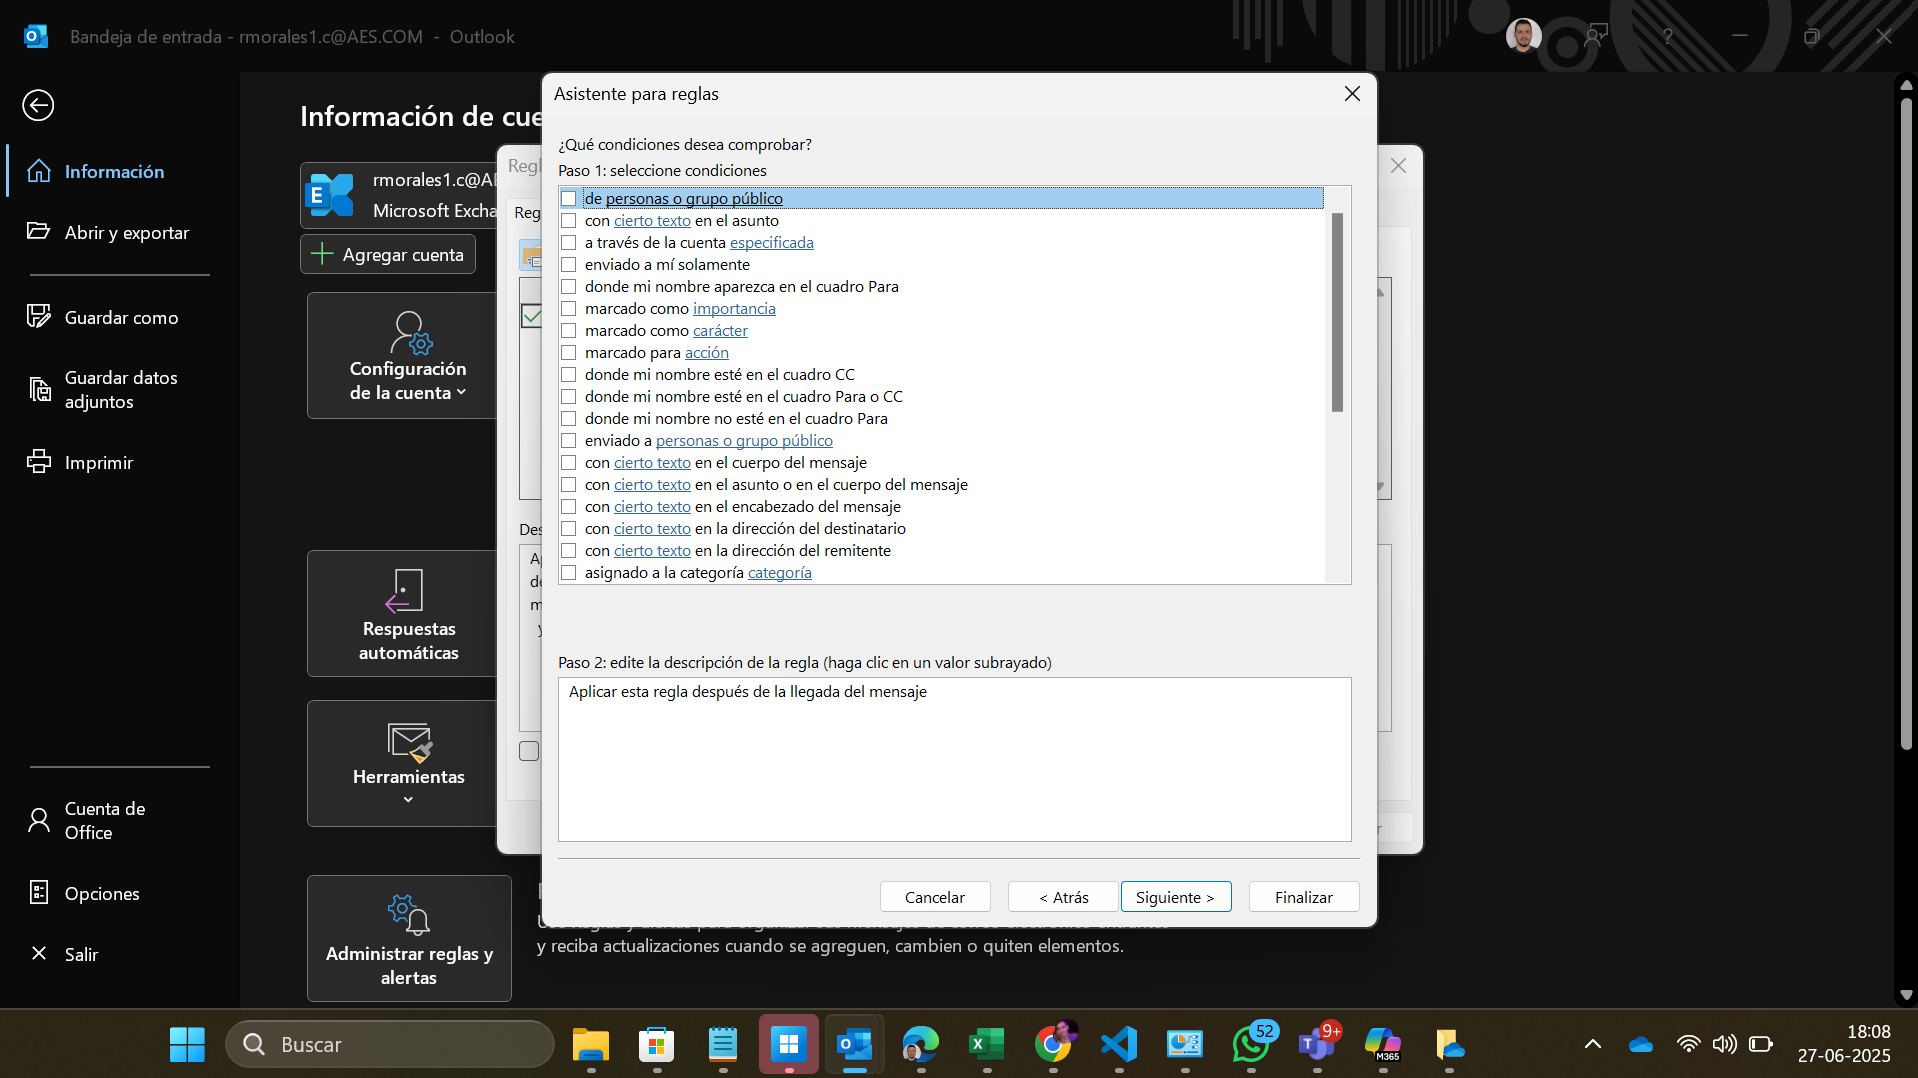 Bandeja de entrada - rmorales1.c@AES.COM - Outlook
Información
Abrir y exportar
Guardar como
Guardar datos
adjuntos
Imprimir
Cuenta de
Office
Opciones
Salir
Información de cue
rmorales1.c@AE
Microsoft Excha
Agregar cuenta
Configuración
de la cuenta
Respuestas
automáticas
Herramientas
Administrar reglas y
alertas
y reciba actualizaciones cuando se agreguen, cambien o quiten elementos.
Regl
Reg
Des
Asistente para reglas
¿Qué condiciones desea comprobar?
Paso 1: seleccione condiciones
de personas o grupo público
con cierto texto en el asunto
a través de la cuenta especificada
enviado a mí solamente
donde mi nombre aparezca en el cuadro Para
marcado como importancia
marcado como carácter
marcado para acción
donde mi nombre esté en el cuadro CC
donde mi nombre esté en el cuadro Para o CC
donde mi nombre no esté en el cuadro Para
enviado a personas o grupo público
con cierto texto en el cuerpo del mensaje
con cierto texto en el asunto o en el cuerpo del mensaje
con cierto texto en el encabezado del mensaje
con cierto texto en la dirección del destinatario
con cierto texto en la dirección del remitente
asignado a la categoría categoría
Paso 2: edite la descripción de la regla (haga clic en un valor subrayado)
Aplicar esta regla después de la llegada del mensaje
Cancelar
< Atrás
Siguiente >
Finalizar
Buscar
52
9+
M365
18:08
27-06-2025